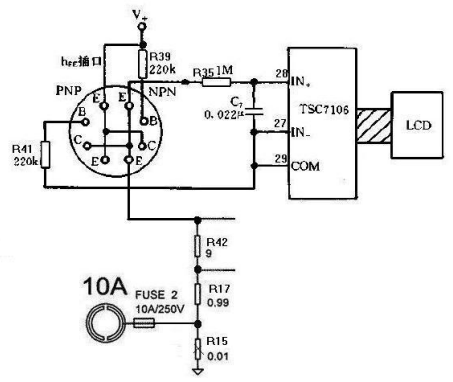 V+
hFE插口
R39
220k
R35 1M
28
IN+
PNP
E
E
NPN
TSC7106
LCD
B
B
C7
0.022μ
27
IN-
R41
220k
C
C
E
E
29
COM
R42
9
10A
FUSE 2
10A/250V
R17
0.99
R15
0.01